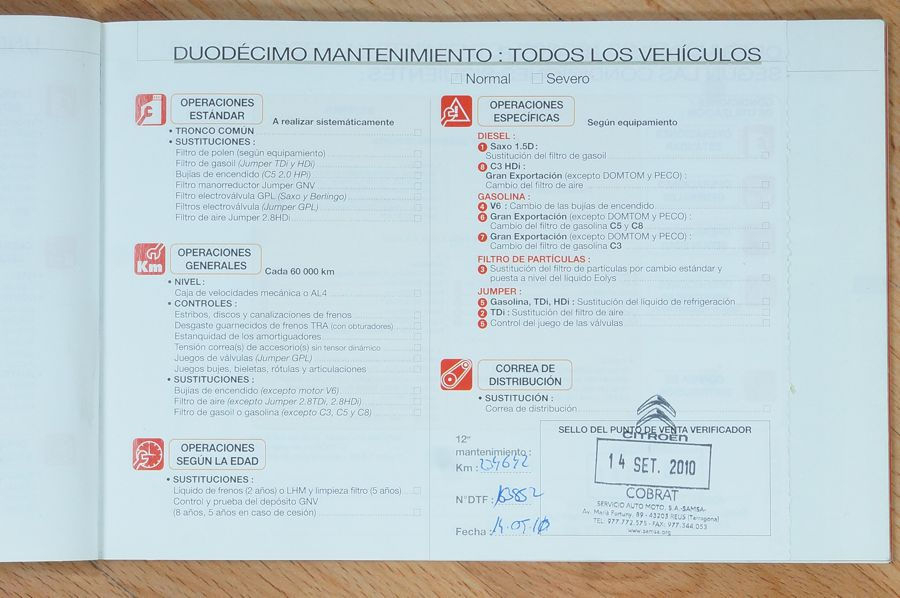 DUODÉCIMO MANTENIMIENTO : TODOS LOS VEHÍCULOS
Normal Severo
OPERACIONES
ESTÁNDAR
A realizar sistemáticamente
• TRONCO COMÚN
• SUSTITUCIONES :
Filtro de polen (según equipamiento)
Filtro de gasoil (Jumper TDi y HDi)
Bujías de encendido (C5 2.0 HPi)
Filtro manorreductor Jumper GNV
Filtro electroválvula GPL (Saxo y Berlingo)
Filtros electroválvula (Jumper GPL)
Filtro de aire Jumper 2.8HDi
Km
OPERACIONES
GENERALES
Cada 60 000 km
• NIVEL :
Caja de velocidades mecánica o AL4
• CONTROLES :
Estribos, discos y canalizaciones de frenos
Desgaste guarnecidos de frenos TRA (con obturadores)
Estanquidad de los amortiguadores
Tensión correa(s) de accesorio(s) sin tensor dinámico
Juegos de válvulas (Jumper GPL)
Juegos bujes, bieletas, rótulas y articulaciones
• SUSTITUCIONES :
Bujías de encendido (excepto motor V6)
Filtro de aire (excepto Jumper 2.8TDi, 2.8HDi)
Filtro de gasoil o gasolina (excepto C3, C5 y C8)
OPERACIONES
SEGÚN LA EDAD
• SUSTITUCIONES :
Líquido de frenos (2 años) o LHM y limpieza filtro (5 años)
Control y prueba del depósito GNV
(8 años, 5 años en caso de cesión)
OPERACIONES
ESPECÍFICAS
Según equipamiento
DIESEL :
1 Saxo 1.5D :
Sustitución del filtro de gasoil
8 C3 HDi :
Gran Exportación (excepto DOMTOM y PECO) :
Cambio del filtro de aire
GASOLINA :
4 V6 : Cambio de las bujías de encendido
6 Gran Exportación (excepto DOMTOM y PECO) :
Cambio del filtro de gasolina C5 y C8
7 Gran Exportación (excepto DOMTOM y PECO) :
Cambio del filtro de gasolina C3
FILTRO DE PARTÍCULAS :
3 Sustitución del filtro de partículas por cambio estándar y
puesta a nivel del líquido Eolys
JUMPER :
5 Gasolina, TDi, HDi : Sustitución del líquido de refrigeración
2 TDi : Sustitución del filtro de aire
5 Control del juego de las válvulas
CORREA DE
DISTRIBUCIÓN
• SUSTITUCIÓN :
Correa de distribución
12º
mantenimiento :
Km :
N°DTF :
Fecha :
SELLO DEL PUNTO DE VENTA VERIFICADOR
CITROËN
14 SET. 2010
COBRAT
SERVICIO AUTO MOTO, S.A.-SAMSA-
Av. Marià Fortuny, 89 - 43203 REUS (Tarragona)
TEL: 977.772.575 - FAX: 977.344.053
www.samsa.org